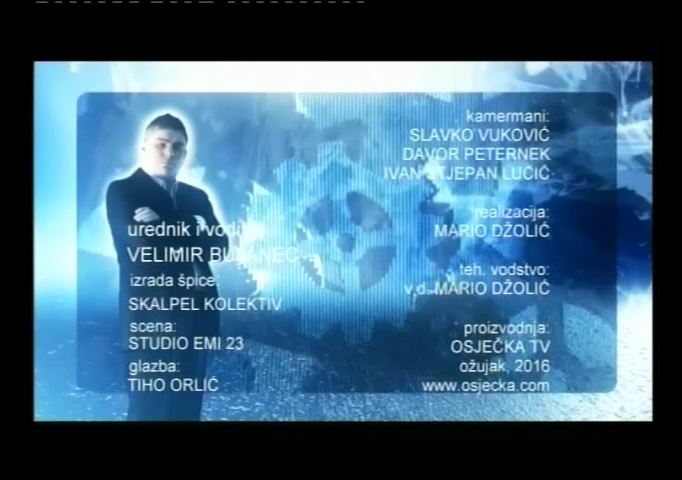 urednik i voditelj:
VELIMIR BUJANEC
izrada špice:
SKALPEL KOLEKTIV
scena:
STUDIO EMI 23
glazba:
TIHO ORLIĆ
kamermani:
SLAVKO VUKOVIĆ
DAVOR PETERNEK
IVAN STJEPAN LUCIĆ
realizacija:
MARIO DŽOLIĆ
teh. vodstvo:
v.d. MARIO DŽOLIĆ
proizvodnja:
OSJEČKA TV
ožujak, 2016
www.osjecka.com